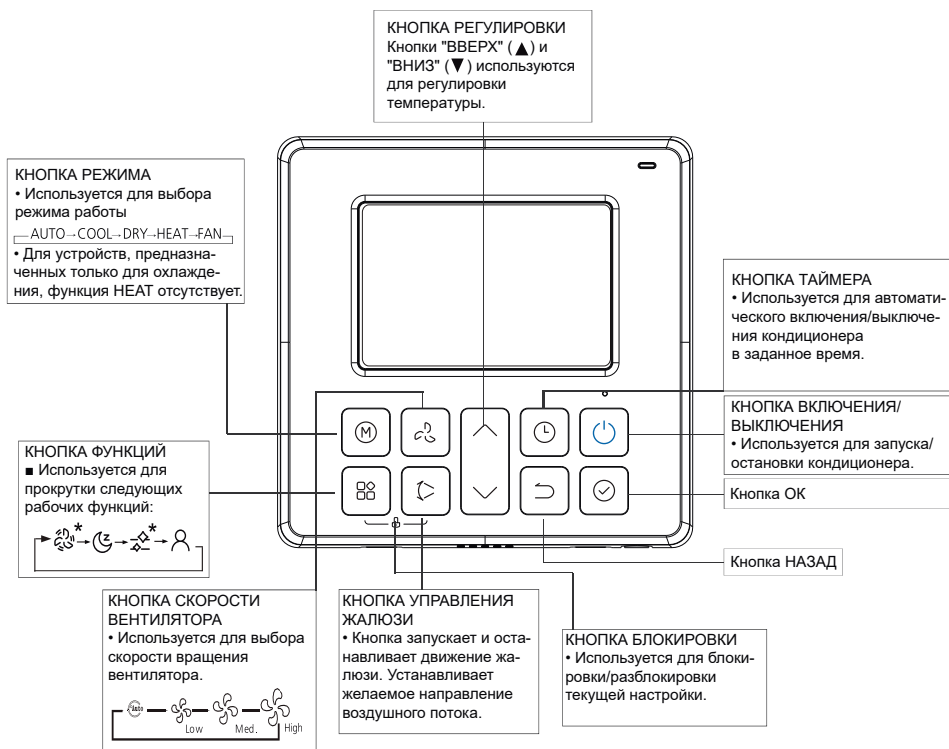 КНОПКА РЕГУЛИРОВКИ
Кнопки "ВВЕРХ" (▲) и
"ВНИЗ" (▼) используются
для регулировки
температуры.
КНОПКА РЕЖИМА
• Используется для выбора
режима работы
AUTO→COOL→DRY→HEAT→FAN
• Для устройств, предназна-
ченных только для охлажде-
ния, функция HEAT отсутствует.
КНОПКА ТАЙМЕРА
• Используется для автомати-
ческого включения/выключе-
ния кондиционера
в заданное время.
M
КНОПКА ВКЛЮЧЕНИЯ/
ВЫКЛЮЧЕНИЯ
• Используется для запуска/
остановки кондиционера.
КНОПКА ФУНКЦИЙ
■ Используется для
прокрутки следующих
рабочих функций:
* z *
Кнопка ОК
Кнопка НАЗАД
КНОПКА СКОРОСТИ
ВЕНТИЛЯТОРА
• Используется для выбора
скорости вращения
вентилятора.
Auto Low Med. High
КНОПКА УПРАВЛЕНИЯ
ЖАЛЮЗИ
• Кнопка запускает и оста-
навливает движение жа-
люзи. Устанавливает
желаемое направление
воздушного потока.
КНОПКА БЛОКИРОВКИ
• Используется для блоки-
ровки/разблокировки
текущей настройки.